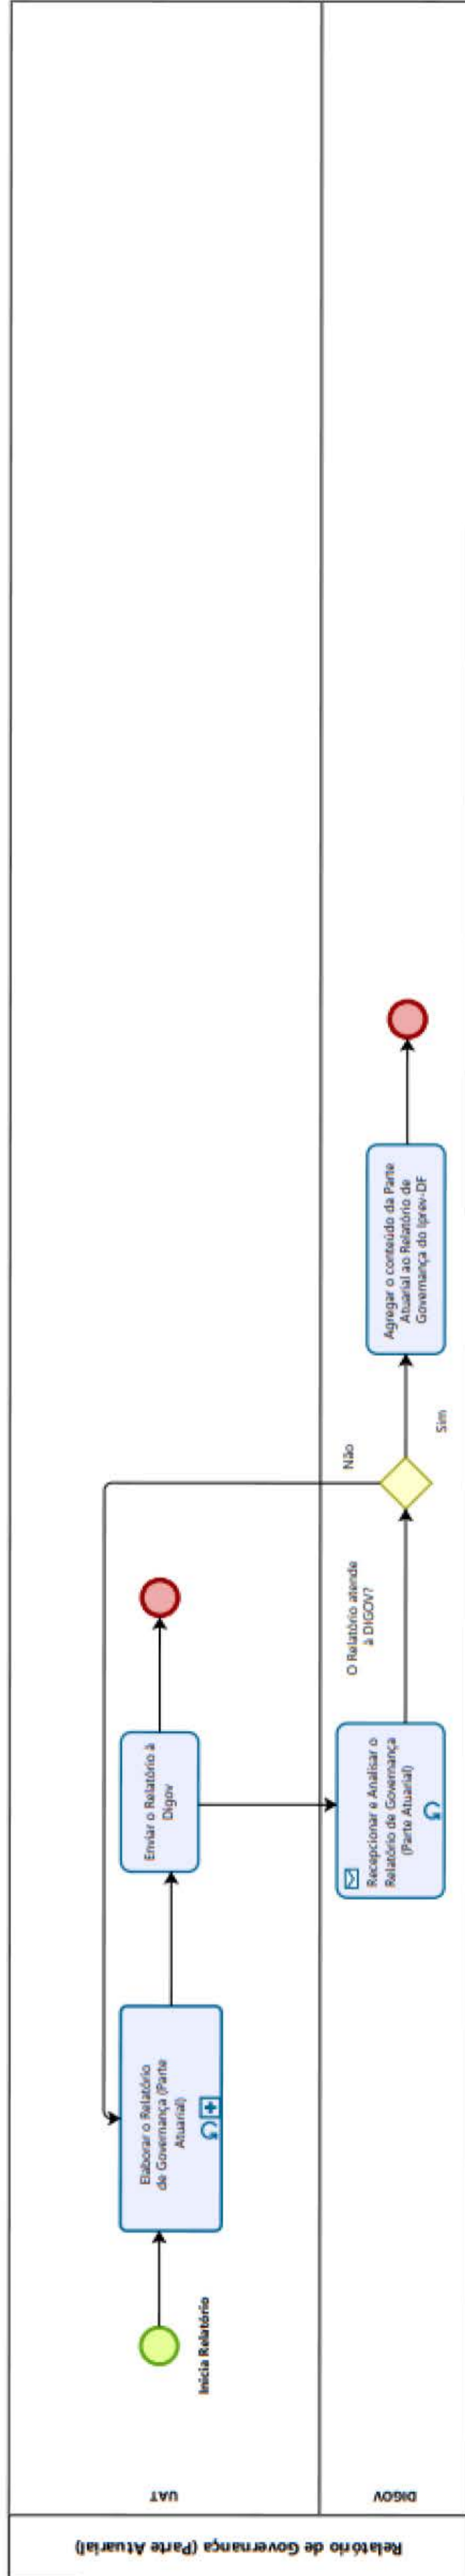 Relatório de Governança (Parte Atuarial)
UAT
Inicia Relatório
Elaborar o Relatório
de Governança (Parte
Atuarial)
Enviar o Relatório à
Digov
DIGOV
Recepcionar e Analisar o
Relatório de Governança
(Parte Atuarial)
O Relatório atende
à DIGOV?
Não
Sim
Agregar o conteúdo da Parte
Atuarial ao Relatório de
Governança do Iprev-DF